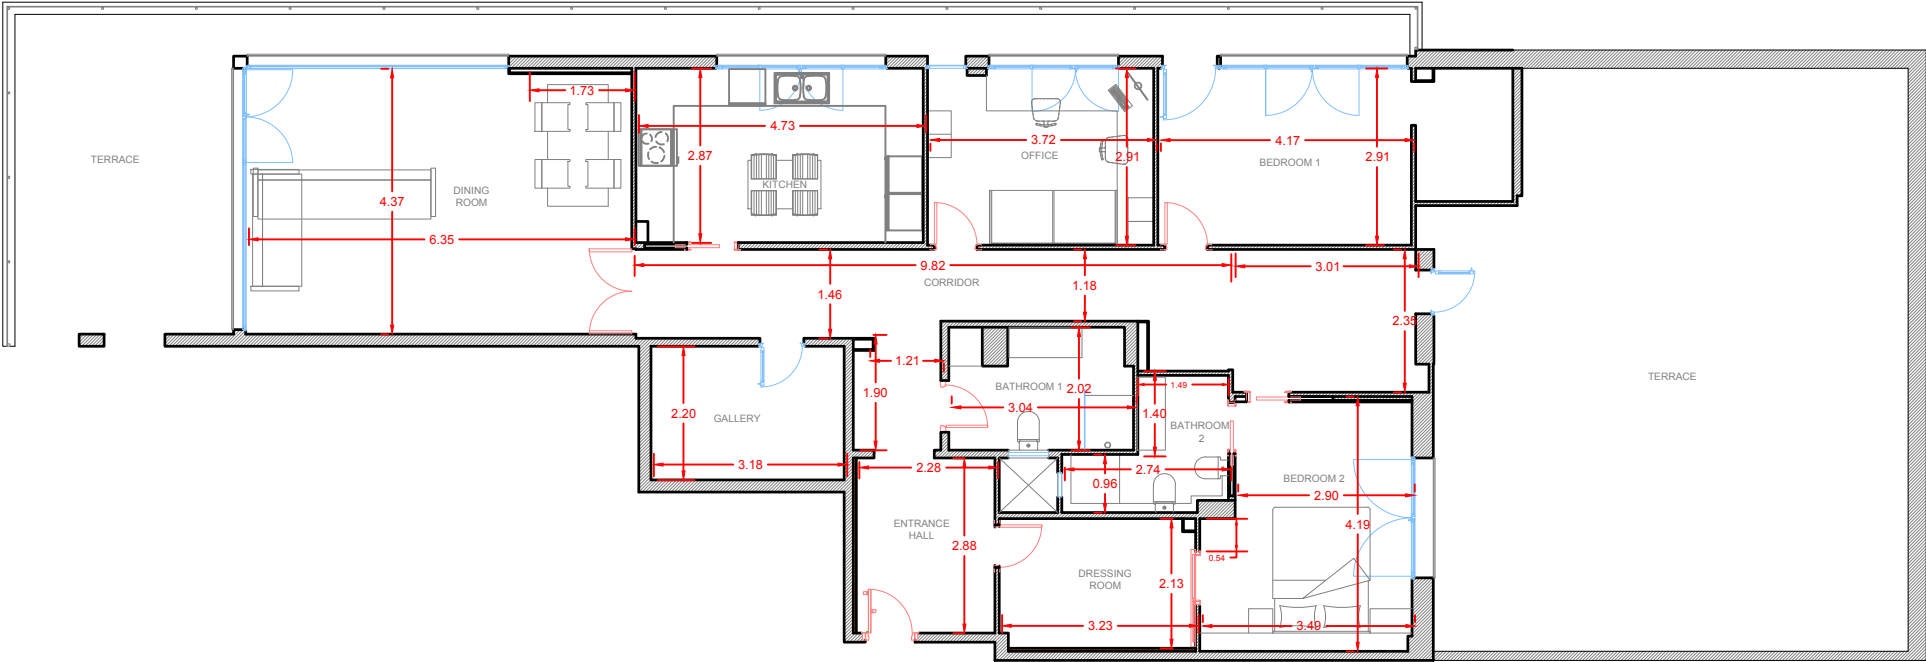 1.73
4.73
2.87
3.72
OFFICE
2.91
4.17
BEDROOM 1
2.91
TERRACE
DINING
ROOM
KITCHEN
4.37
6.35
9.82
CORRIDOR
3.01
1.46
1.18
2.35
1.21
1.90
BATHROOM 1
2.02
3.04
1.49
1.40
BATHROOM
2
TERRACE
2.20
GALLERY
3.18
2.28
2.74
0.96
BEDROOM 2
2.90
4.19
ENTRANCE
HALL
2.88
0.54
DRESSING
ROOM
2.13
3.23
3.49